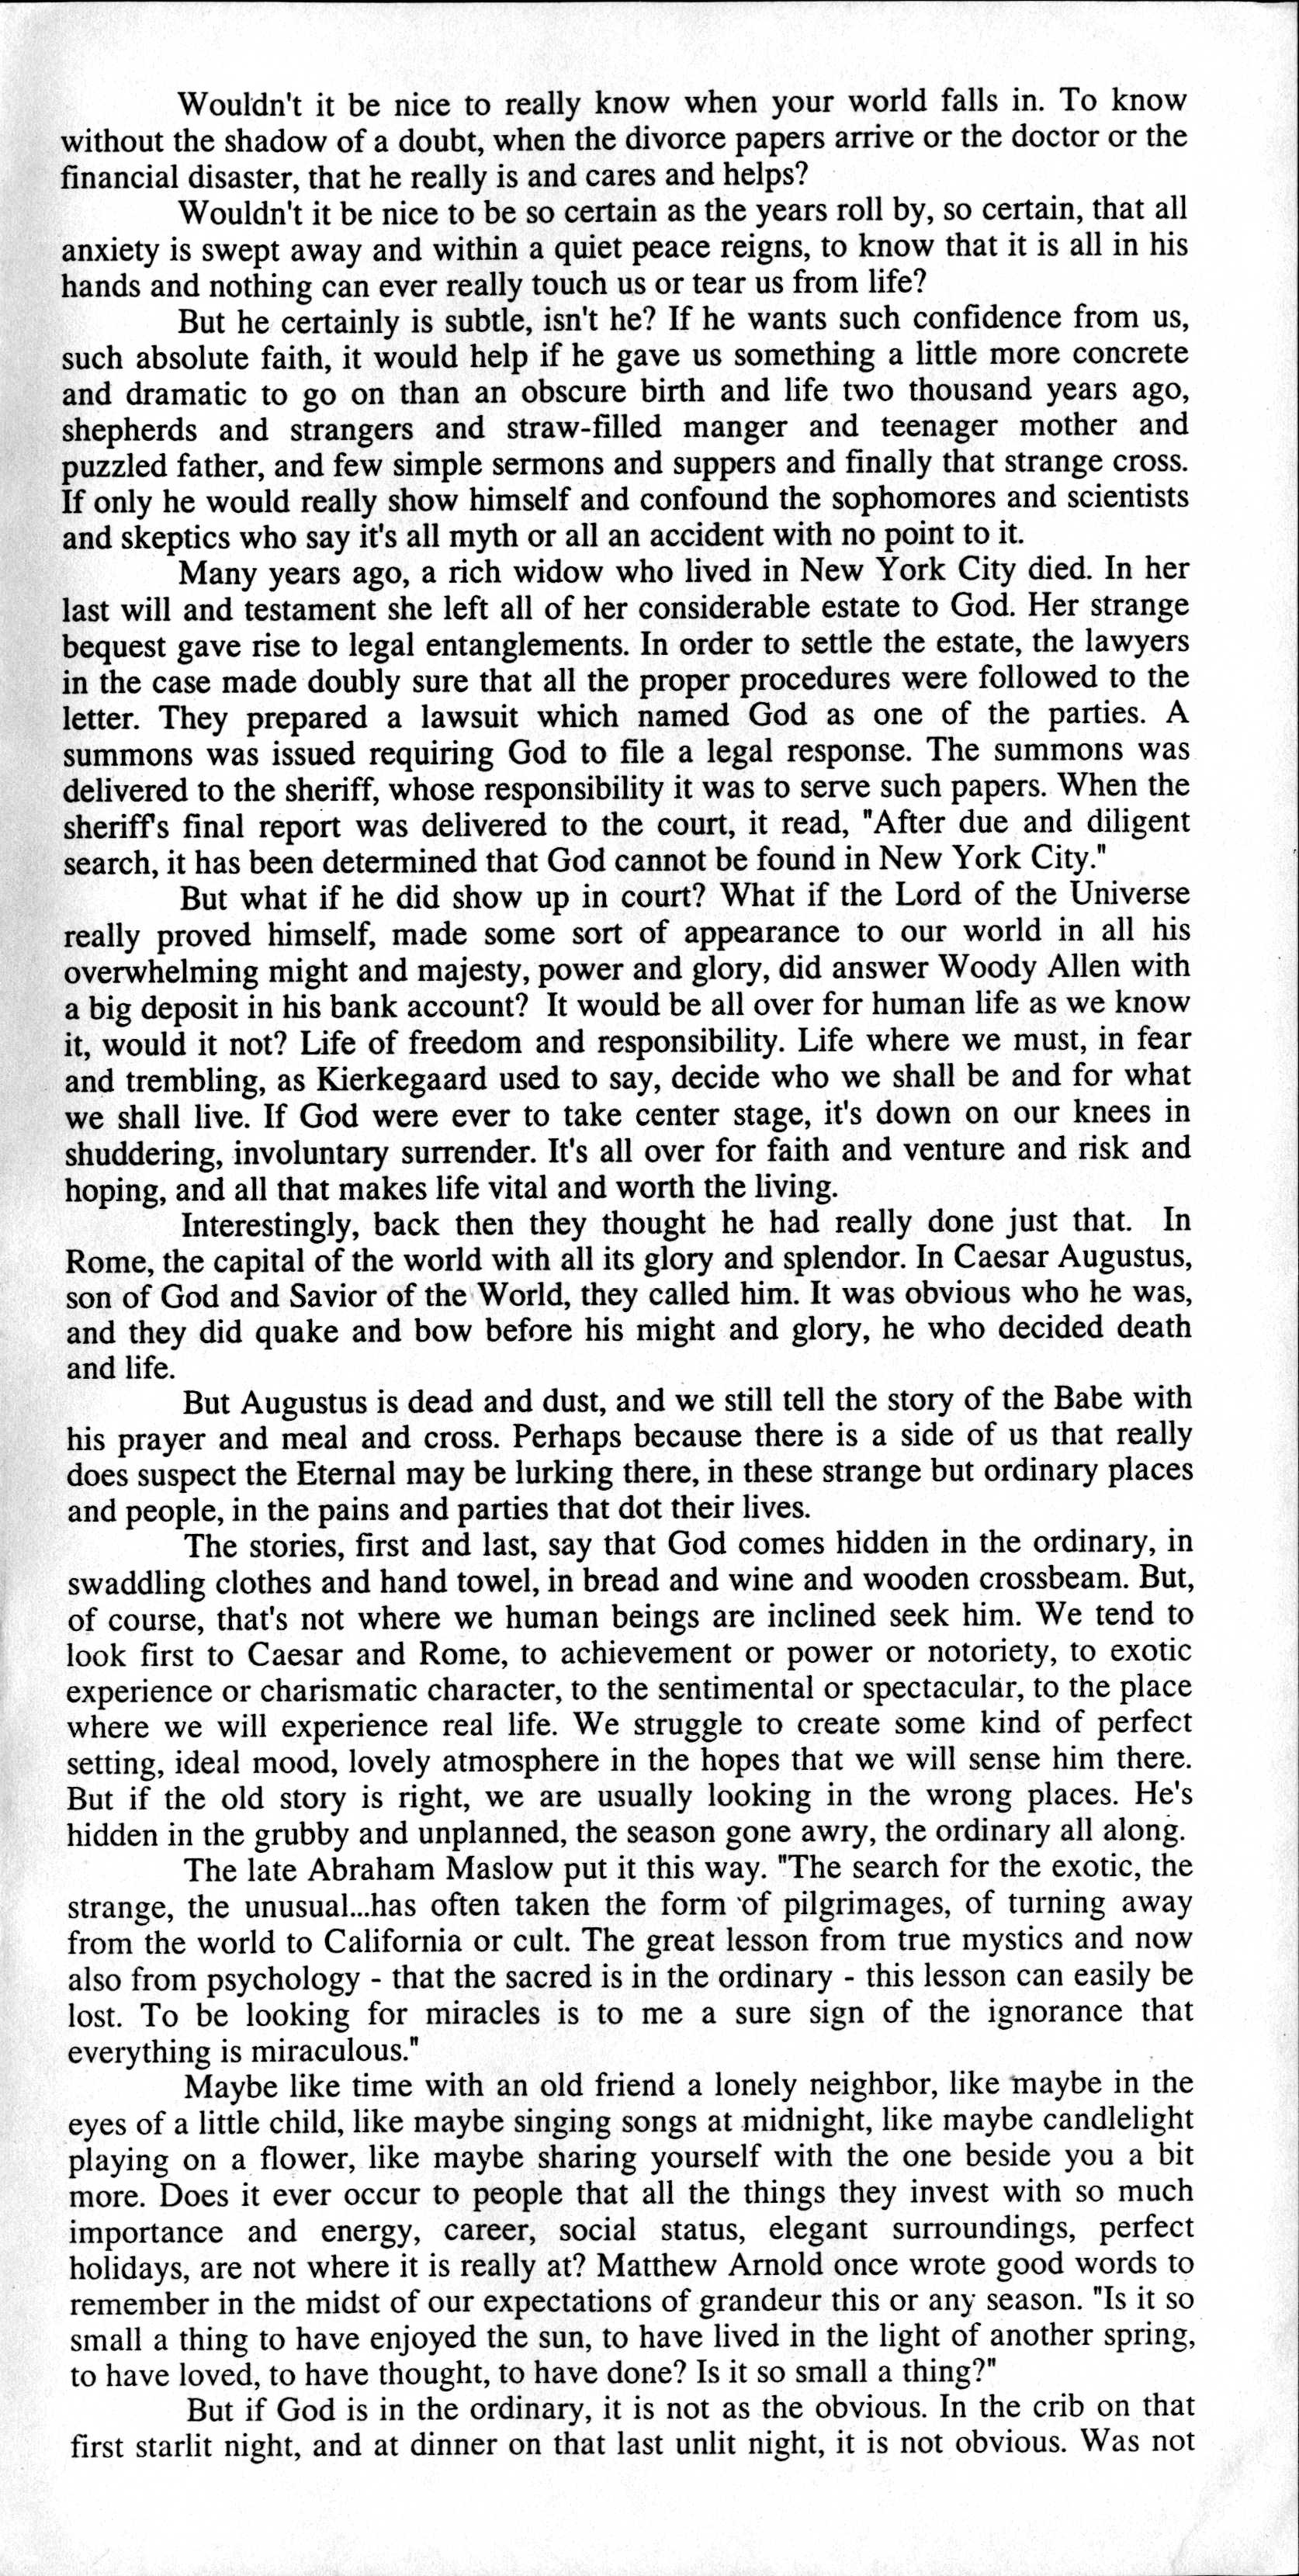 Wouldn't it be nice to really know when your world falls in. To know
without the shadow of a doubt, when the divorce papers arrive or the doctor or the
financial disaster, that he really is and cares and helps?
Wouldn't it be nice to be so certain as the years roll by, so certain, that all
anxiety is swept away and within a quiet peace reigns, to know that it is all in his
hands and nothing can ever really touch us or tear us from life?
But he certainly is subtle, isn't he? If he wants such confidence from us,
such absolute faith, it would help if he gave us something a little more concrete
and dramatic to go on than an obscure birth and life two thousand years ago,
shepherds and strangers and straw-filled manger and teenager mother and
puzzled father, and few simple sermons and suppers and finally that strange cross.
If only he would really show himself and confound the sophomores and scientists
and skeptics who say it's all myth or all an accident with no point to it.
Many years ago, a rich widow who lived in New York City died. In her
last will and testament she left all of her considerable estate to God. Her strange
bequest gave rise to legal entanglements. In order to settle the estate, the lawyers
in the case made doubly sure that all the proper procedures were followed to the
letter. They prepared a lawsuit which named God as one of the parties. A
summons was issued requiring God to file a legal response. The summons was
delivered to the sheriff, whose responsibility it was to serve such papers. When the
sheriff's final report was delivered to the court, it read, "After due and diligent
search, it has been determined that God cannot be found in New York City."
But what if he did show up in court? What if the Lord of the Universe
really proved himself, made some sort of appearance to our world in all his
overwhelming might and majesty, power and glory, did answer Woody Allen with
a big deposit in his bank account? It would be all over for human life as we know
it, would it not? Life of freedom and responsibility. Life where we must, in fear
and trembling, as Kierkegaard used to say, decide who we shall be and for what
we shall live. If God were ever to take center stage, it's down on our knees in
shuddering, involuntary surrender. It's all over for faith and venture and risk and
hoping, and all that makes life vital and worth the living.
Interestingly, back then they thought he had really done just that. In
Rome, the capital of the world with all its glory and splendor. In Caesar Augustus,
son of God and Savior of the World, they called him. It was obvious who he was,
and they did quake and bow before his might and glory, he who decided death
and life.
But Augustus is dead and dust, and we still tell the story of the Babe with
his prayer and meal and cross. Perhaps because there is a side of us that really
does suspect the Eternal may be lurking there, in these strange but ordinary places
and people, in the pains and parties that dot their lives.
The stories, first and last, say that God comes hidden in the ordinary, in
swaddling clothes and hand towel, in bread and wine and wooden crossbeam. But,
of course, that's not where we human beings are inclined seek him. We tend to
look first to Caesar and Rome, to achievement or power or notoriety, to exotic
experience or charismatic character, to the sentimental or spectacular, to the place
where we will experience real life. We struggle to create some kind of perfect
setting, ideal mood, lovely atmosphere in the hopes that we will sense him there.
But if the old story is right, we are usually looking in the wrong places. He's
hidden in the grubby and unplanned, the season gone awry, the ordinary all along.
The late Abraham Maslow put it this way. "The search for the exotic, the
strange, the unusual...has often taken the form of pilgrimages, of turning away
from the world to California or cult. The great lesson from true mystics and now
also from psychology - that the sacred is in the ordinary - this lesson can easily be
lost. To be looking for miracles is to me a sure sign of the ignorance that
everything is miraculous."
Maybe like time with an old friend a lonely neighbor, like maybe in the
eyes of a little child, like maybe singing songs at midnight, like maybe candlelight
playing on a flower, like maybe sharing yourself with the one beside you a bit
more. Does it ever occur to people that all the things they invest with so much
importance and energy, career, social status, elegant surroundings, perfect
holidays, are not where it is really at? Matthew Arnold once wrote good words to
remember in the midst of our expectations of grandeur this or any season. "Is it so
small a thing to have enjoyed the sun, to have lived in the light of another spring,
to have loved, to have thought, to have done? Is it so small a thing?"
But if God is in the ordinary, it is not as the obvious. In the crib on that
first starlit night, and at dinner on that last unlit night, it is not obvious. Was not